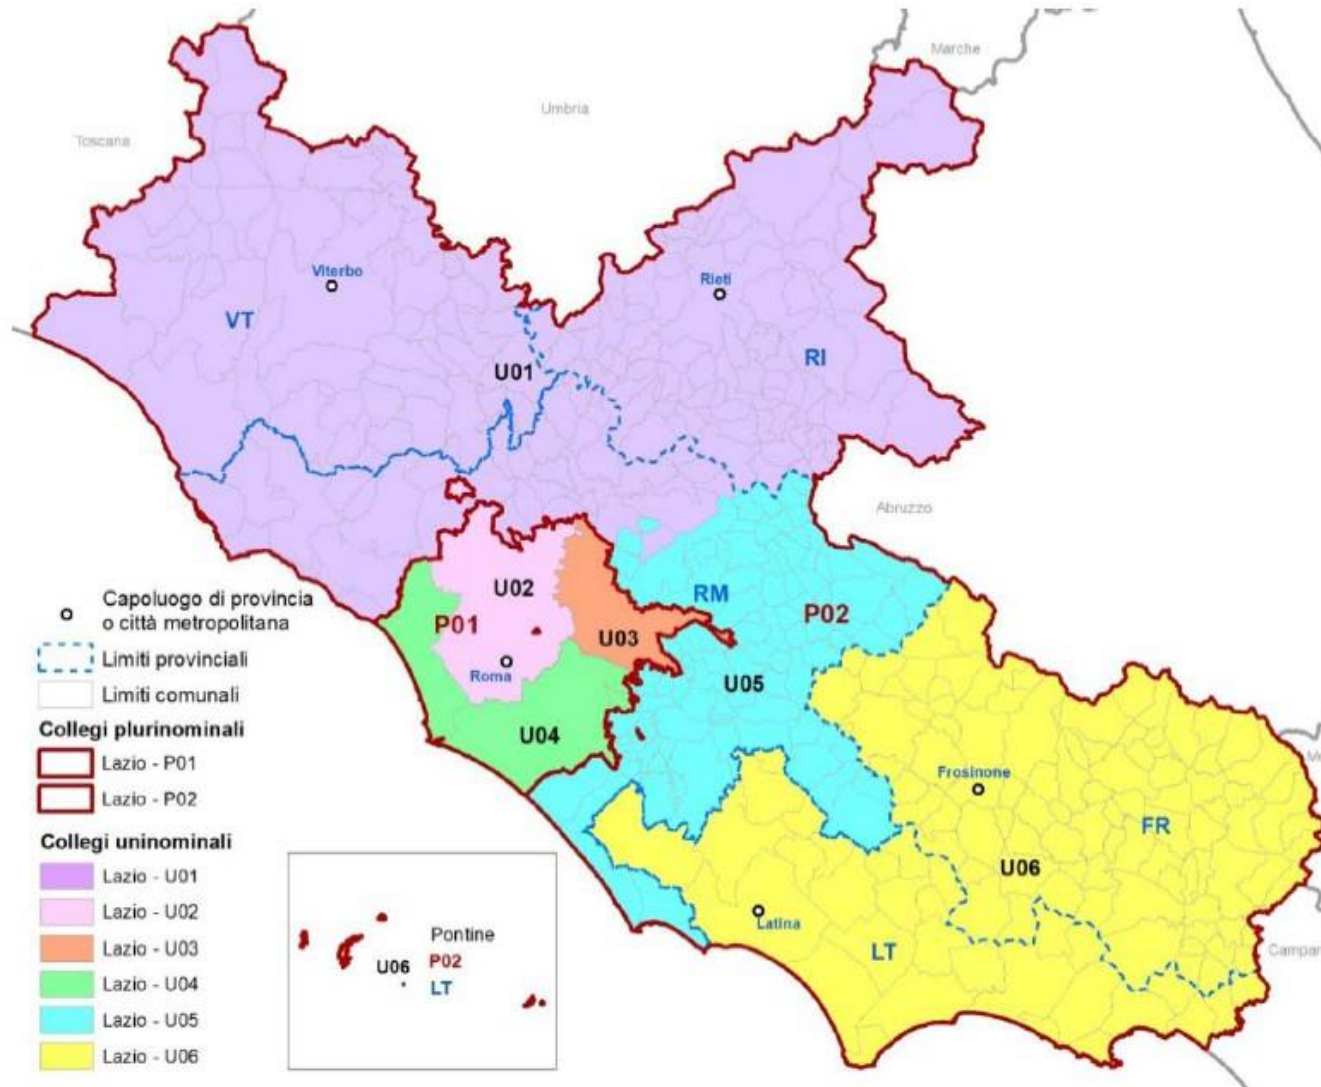 Marche
Umbria
Toscana
Viterbo
Rieti
VT
RI
U01
Abruzzo
U02
RM
P02
P01
U03
Roma
U05
U04
Frosinone
FR
U06
Latina
LT
Capoluogo di provincia
o città metropolitana
Limiti provinciali
Limiti comunali
Collegi plurinominali
Lazio - P01
Lazio - P02
Collegi uninominali
Lazio - U01
Lazio - U02
Lazio - U03
Lazio - U04
Lazio - U05
Lazio - U06
Pontine
U06 P02
LT